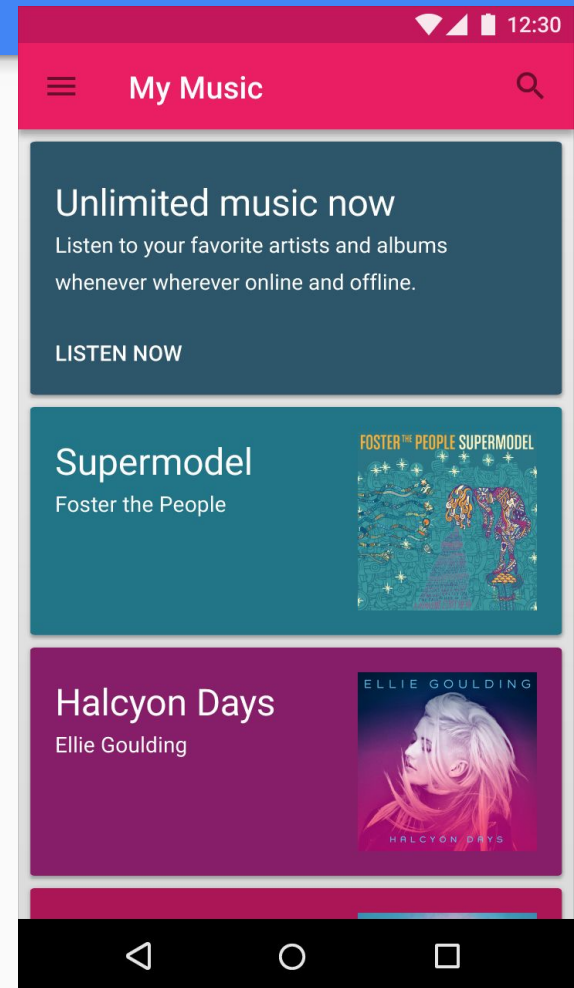 12:30
My Music
Unlimited music now
Listen to your favorite artists and albums
whenever wherever online and offline.
LISTEN NOW
Supermodel
Foster the People
FOSTER THE PEOPLE SUPERMODEL
Halcyon Days
Ellie Goulding
ELLIE GOULDING
HALCYON DAYS